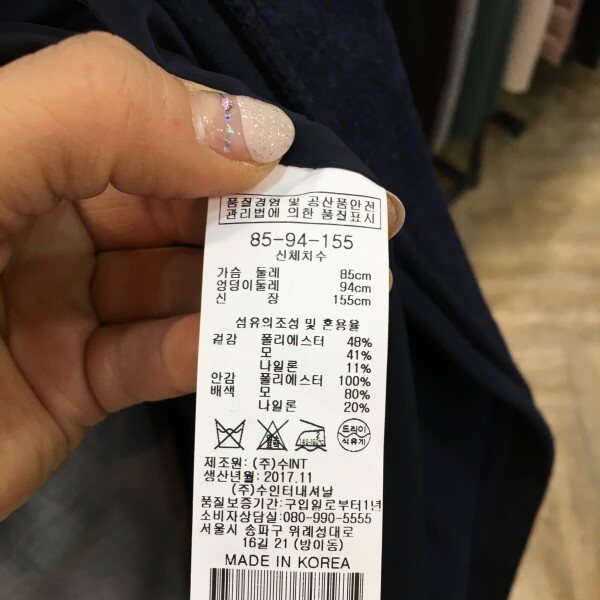 품질경영 및 공산품안전
관리법에 의한 품질표시
85-94-155
신체치수
가슴 둘레 85cm
엉덩이둘레 94cm
신 장 155cm
섬유의조성 및 혼용율
겉감 폴리에스터 48%
모 41%
나일론 11%
안감 폴리에스터 100%
배색 모 80%
나일론 20%
드라이
석유계
제조원: (주)수INT
생산년월: 2017.11
(주)수인터내셔날
품질보증기간: 구입일로부터1년
소비자상담실: 080-990-5555
서울시 송파구 위례성대로
16길 21 (방이동)
MADE IN KOREA